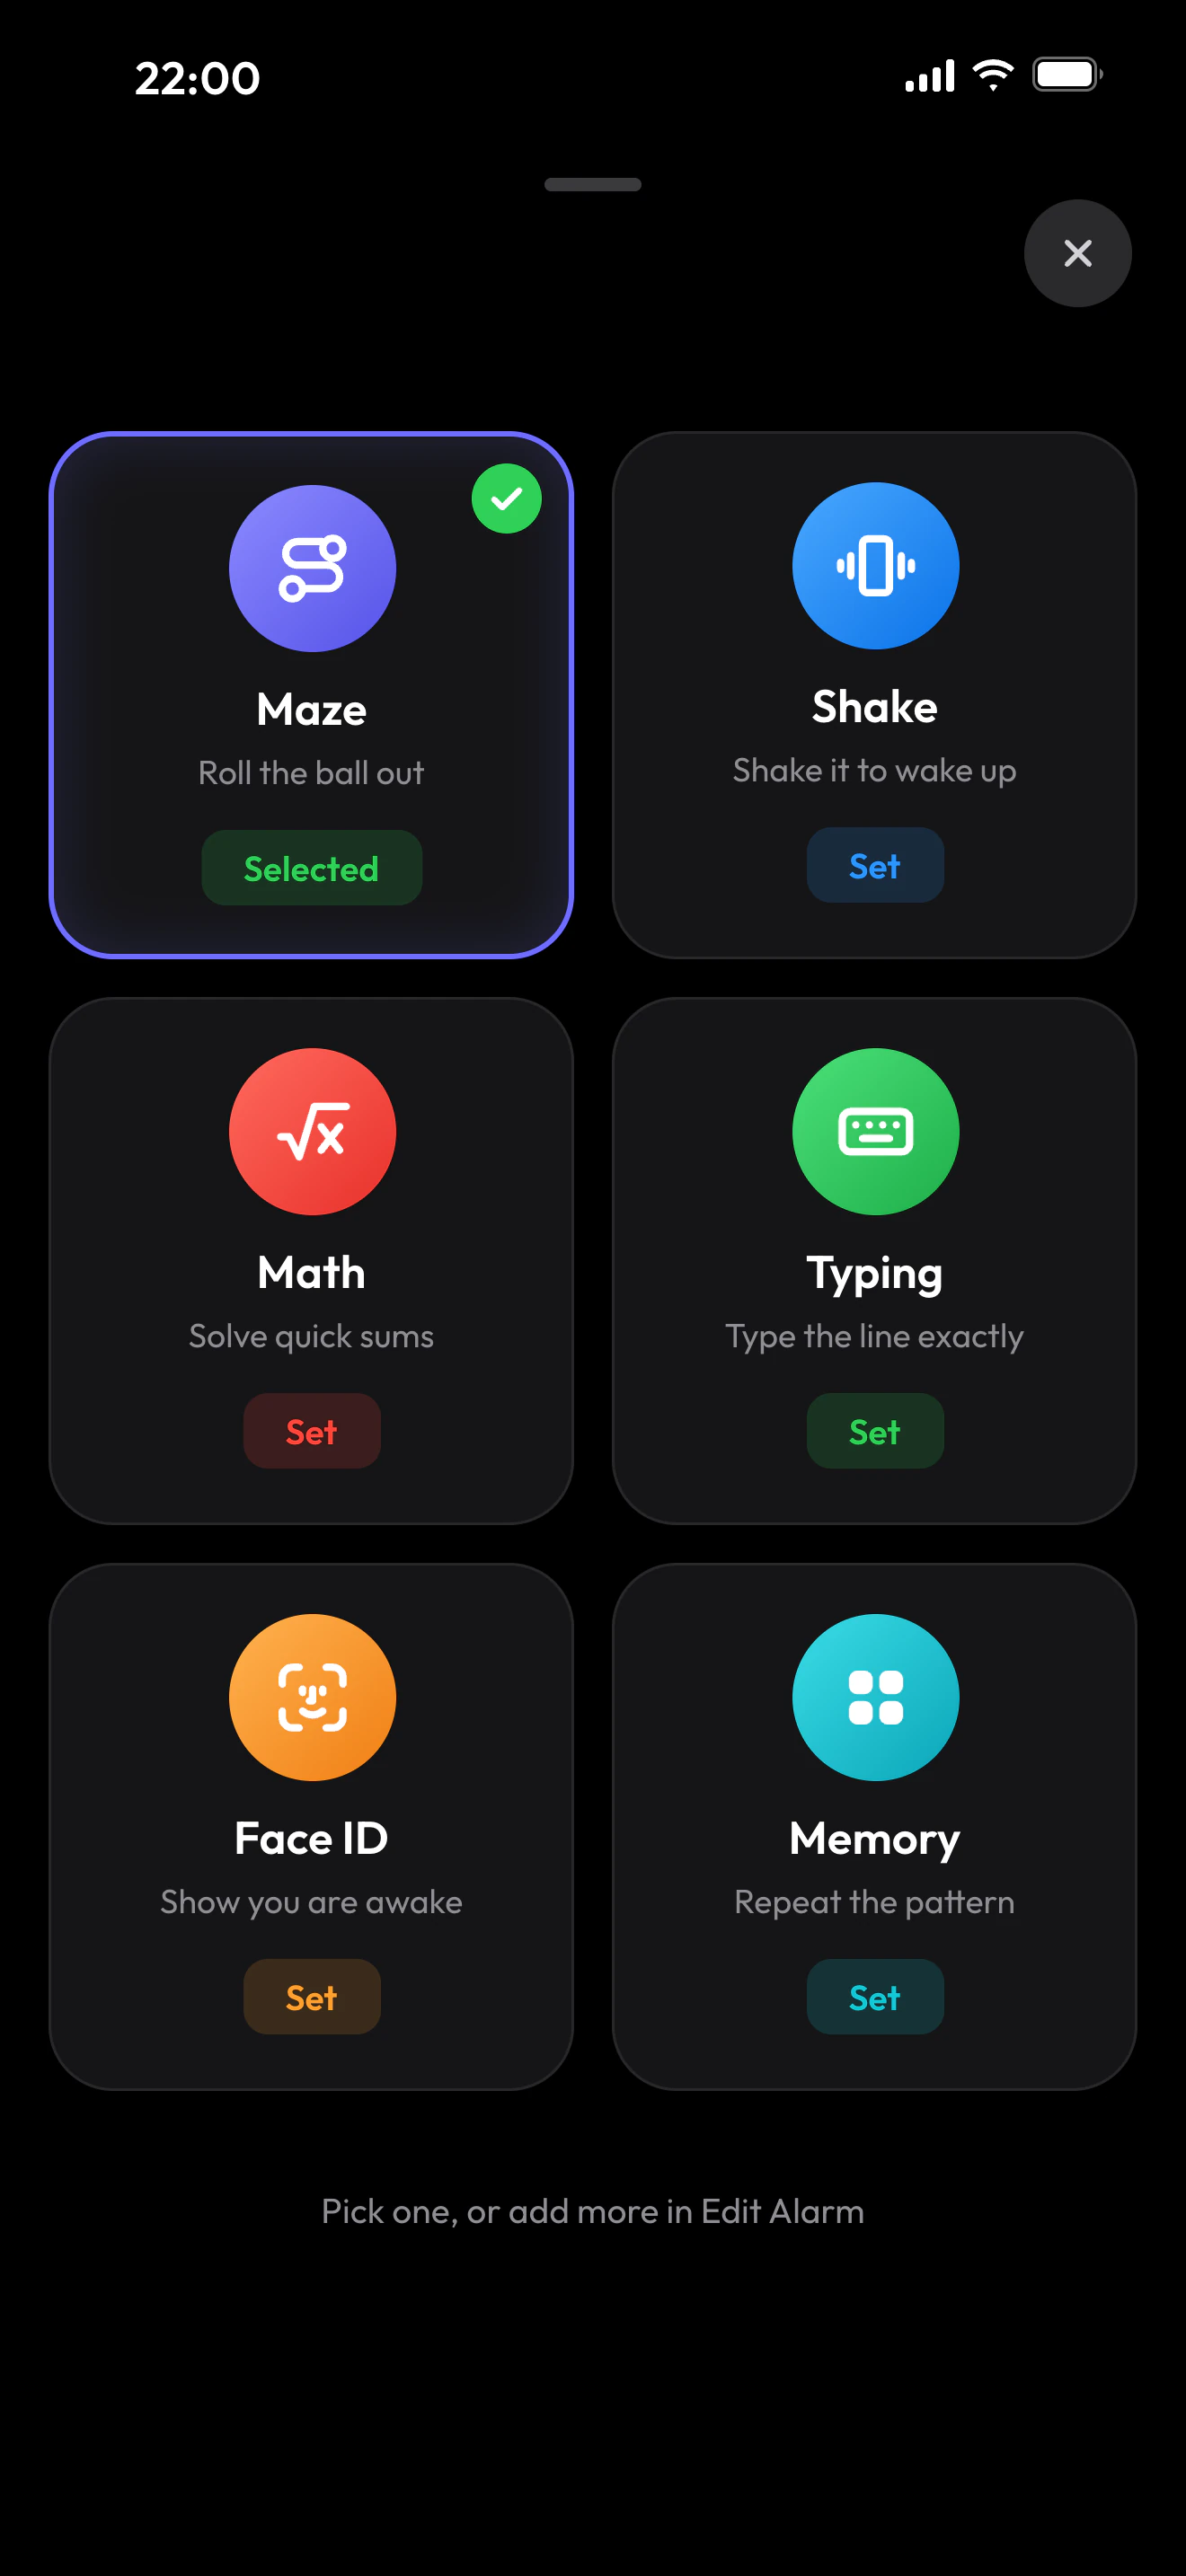 22:00
Maze
Roll the ball out
Selected
Shake
Shake it to wake up
Set
Math
Solve quick sums
Set
Typing
Type the line exactly
Set
Face ID
Show you are awake
Set
Memory
Repeat the pattern
Set
Pick one, or add more in Edit Alarm